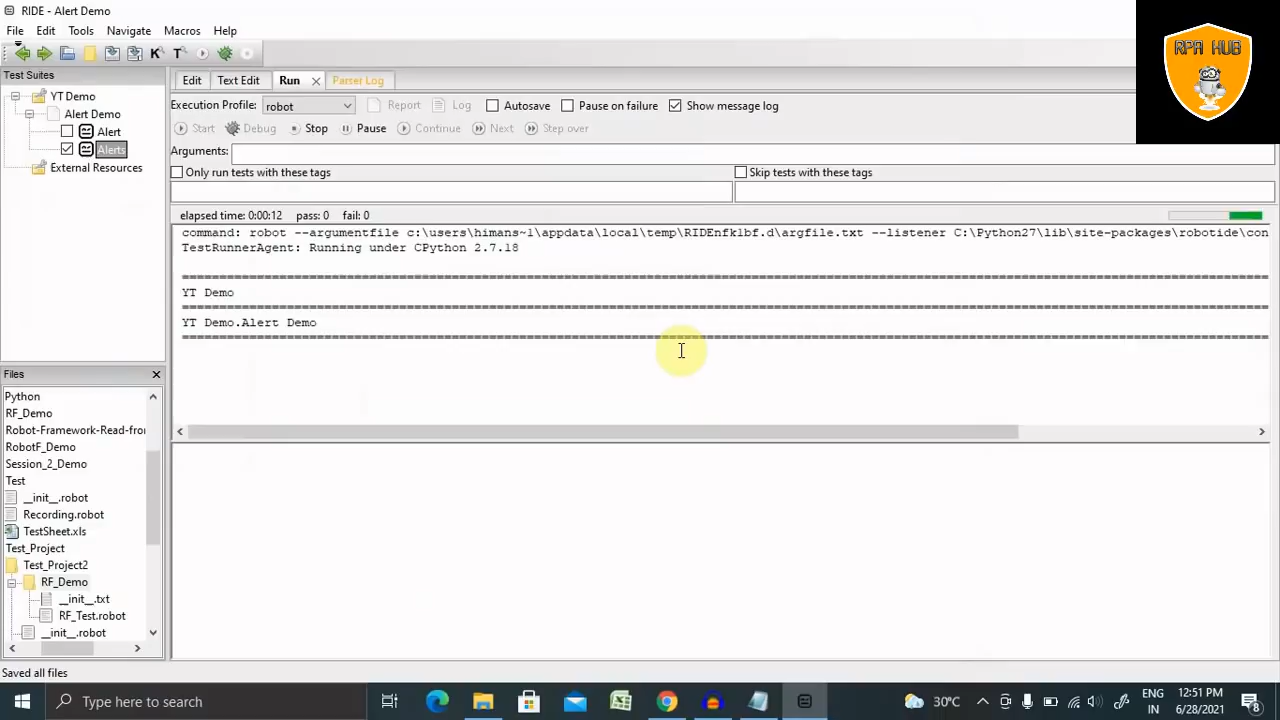 RIDE - Alert Demo
File Edit Tools Navigate Macros Help
RPA HUB
Test Suites
YT Demo
Alert Demo
Alert
Alerts
External Resources
Files
Python
RF_Demo
Robot-Framework-Read-fror
RobotF_Demo
Session_2_Demo
Test
__init__.robot
Recording.robot
TestSheet.xls
Test_Project
Test_Project2
RF_Demo
__init__.txt
RF_Test.robot
__init__.robot
Edit Text Edit Run Parser Log
Execution Profile: robot Report Log Autosave Pause on failure Show message log
Start Debug Stop Pause Continue Next Step over
Arguments:
Only run tests with these tags Skip tests with these tags
elapsed time: 0:00:12 pass: 0 fail: 0
command: robot --argumentfile c:\users\himans~1\appdata\local\temp\RIDEnfk1bf.d\argfile.txt --listener C:\Python27\lib\site-packages\robotide\con
TestRunnerAgent: Running under CPython 2.7.18
YT Demo
YT Demo.Alert Demo
Saved all files
Type here to search
30°C
ENG
IN
12:51 PM
6/28/2021
8